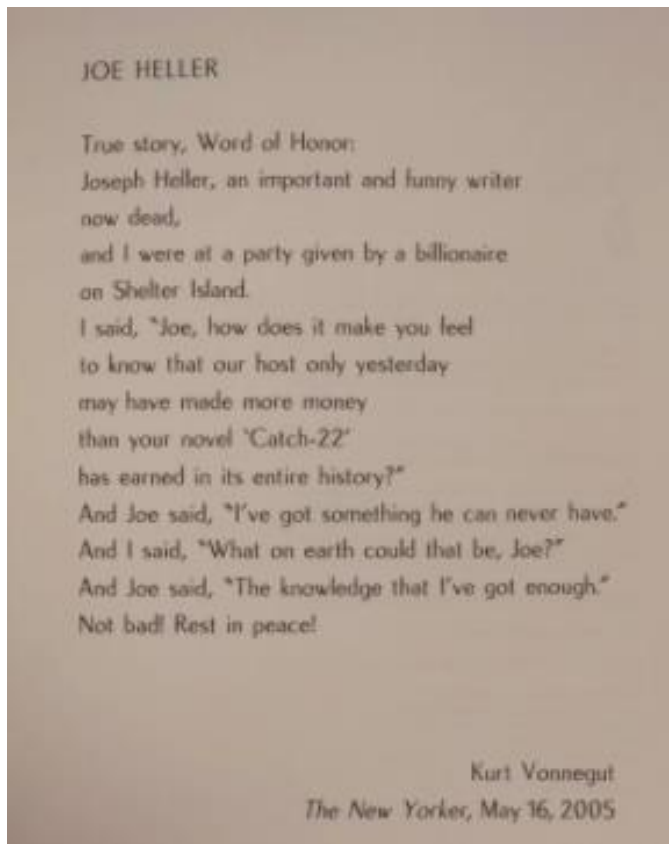 JOE HELLER
True story, Word of Honor:
Joseph Heller, an important and funny writer
now dead,
and I were at a party given by a billionaire
on Shelter Island.
I said, "Joe, how does it make you feel
to know that our host only yesterday
may have made more money
than your novel 'Catch-22'
has earned in its entire history?"
And Joe said, "I've got something he can never have."
And I said, "What on earth could that be, Joe?"
And Joe said, "The knowledge that I've got enough."
Not bad! Rest in peace!
Kurt Vonnegut
The New Yorker, May 16, 2005